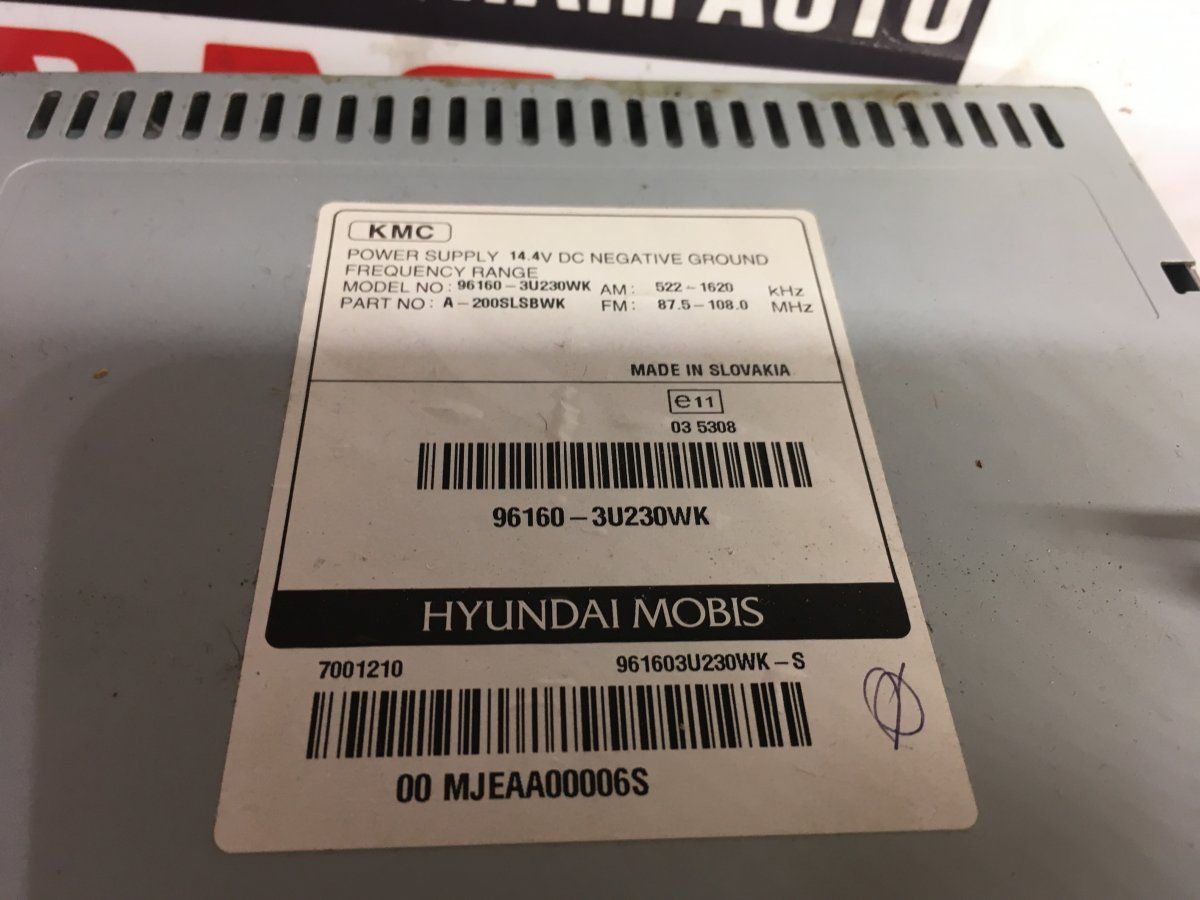 AUTO
KMC
POWER SUPPLY 14.4V DC NEGATIVE GROUND
FREQUENCY RANGE
MODEL NO : 96160-3U230WK AM : 522-1620 kHz
PART NO : A-200SLSBWK FM : 87.5-108.0 MHz
MADE IN SLOVAKIA
e11
03 5308
96160-3U230WK
HYUNDAI MOBIS
7001210 961603U230WK-S
00 MJEAA00006S